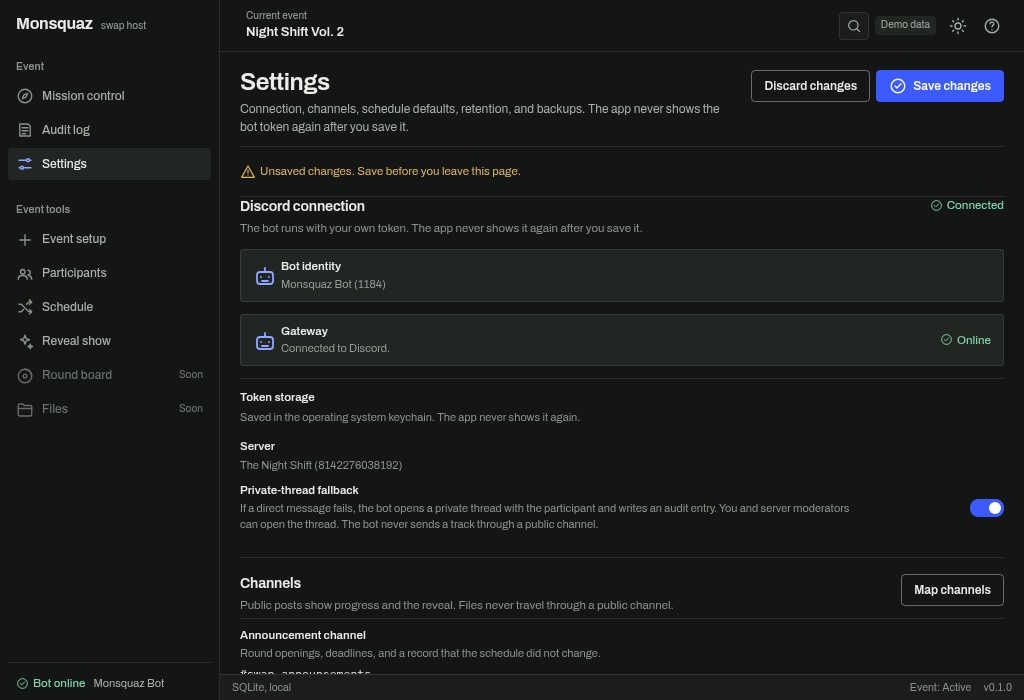 Monsquaz swap host
Event
Mission control
Audit log
Settings
Event tools
Event setup
Participants
Schedule
Reveal show
Round board Soon
Files Soon
Bot online Monsquaz Bot
Current event
Night Shift Vol. 2
Demo data
Settings
Connection, channels, schedule defaults, retention, and backups. The app never shows the
bot token again after you save it.
Discard changes
Save changes
Unsaved changes. Save before you leave this page.
Discord connection
Connected
The bot runs with your own token. The app never shows it again after you save it.
Bot identity
Monsquaz Bot (1184)
Gateway
Connected to Discord.
Online
Token storage
Saved in the operating system keychain. The app never shows it again.
Server
The Night Shift (8142276038192)
Private-thread fallback
If a direct message fails, the bot opens a private thread with the participant and writes an audit entry. You and server moderators
can open the thread. The bot never sends a track through a public channel.
Channels
Public posts show progress and the reveal. Files never travel through a public channel.
Map channels
Announcement channel
Round openings, deadlines, and a record that the schedule did not change.
#swap-announcements
SQLite, local
Event: Active v0.1.0